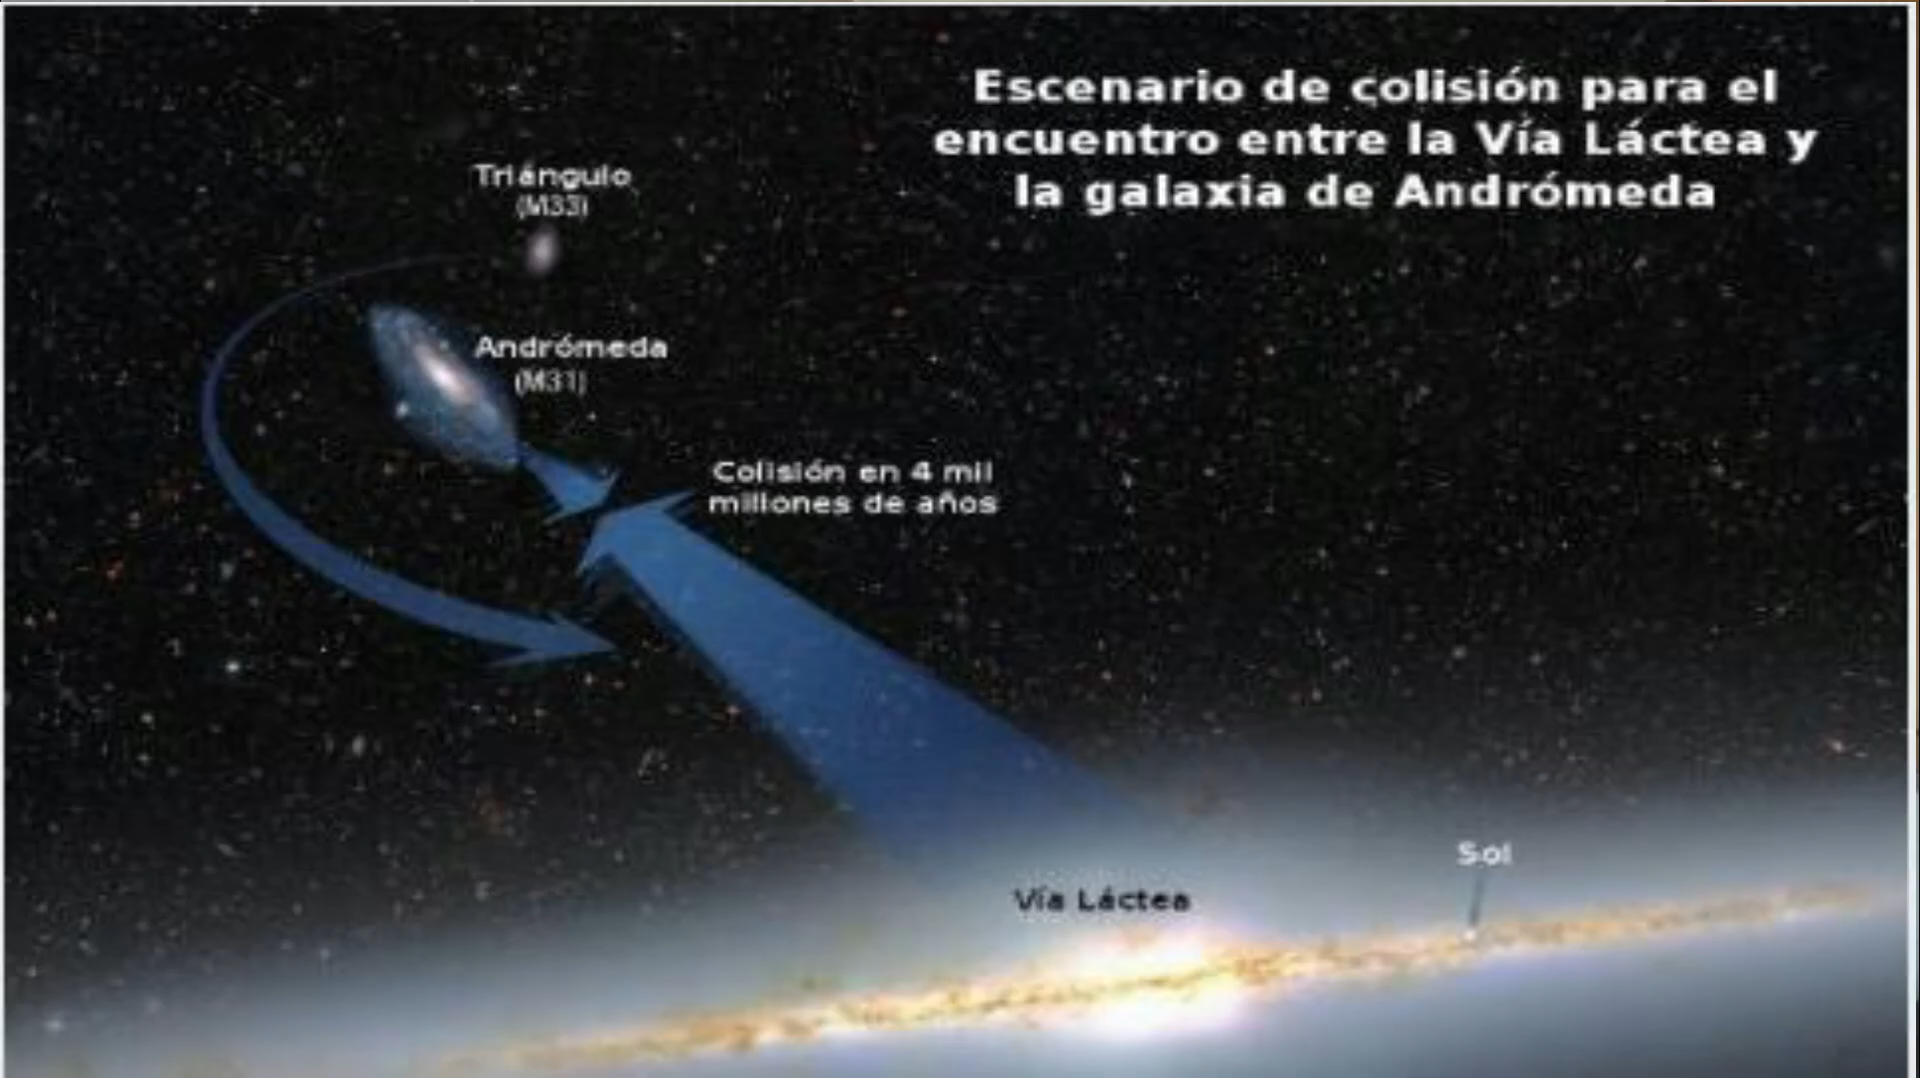 Escenario de colisión para el
encuentro entre la Vía Láctea y
la galaxia de Andrómeda
Triángulo
(M33)
Andrómeda
(M31)
Colisión en 4 mil
millones de años
Sol
Vía Láctea